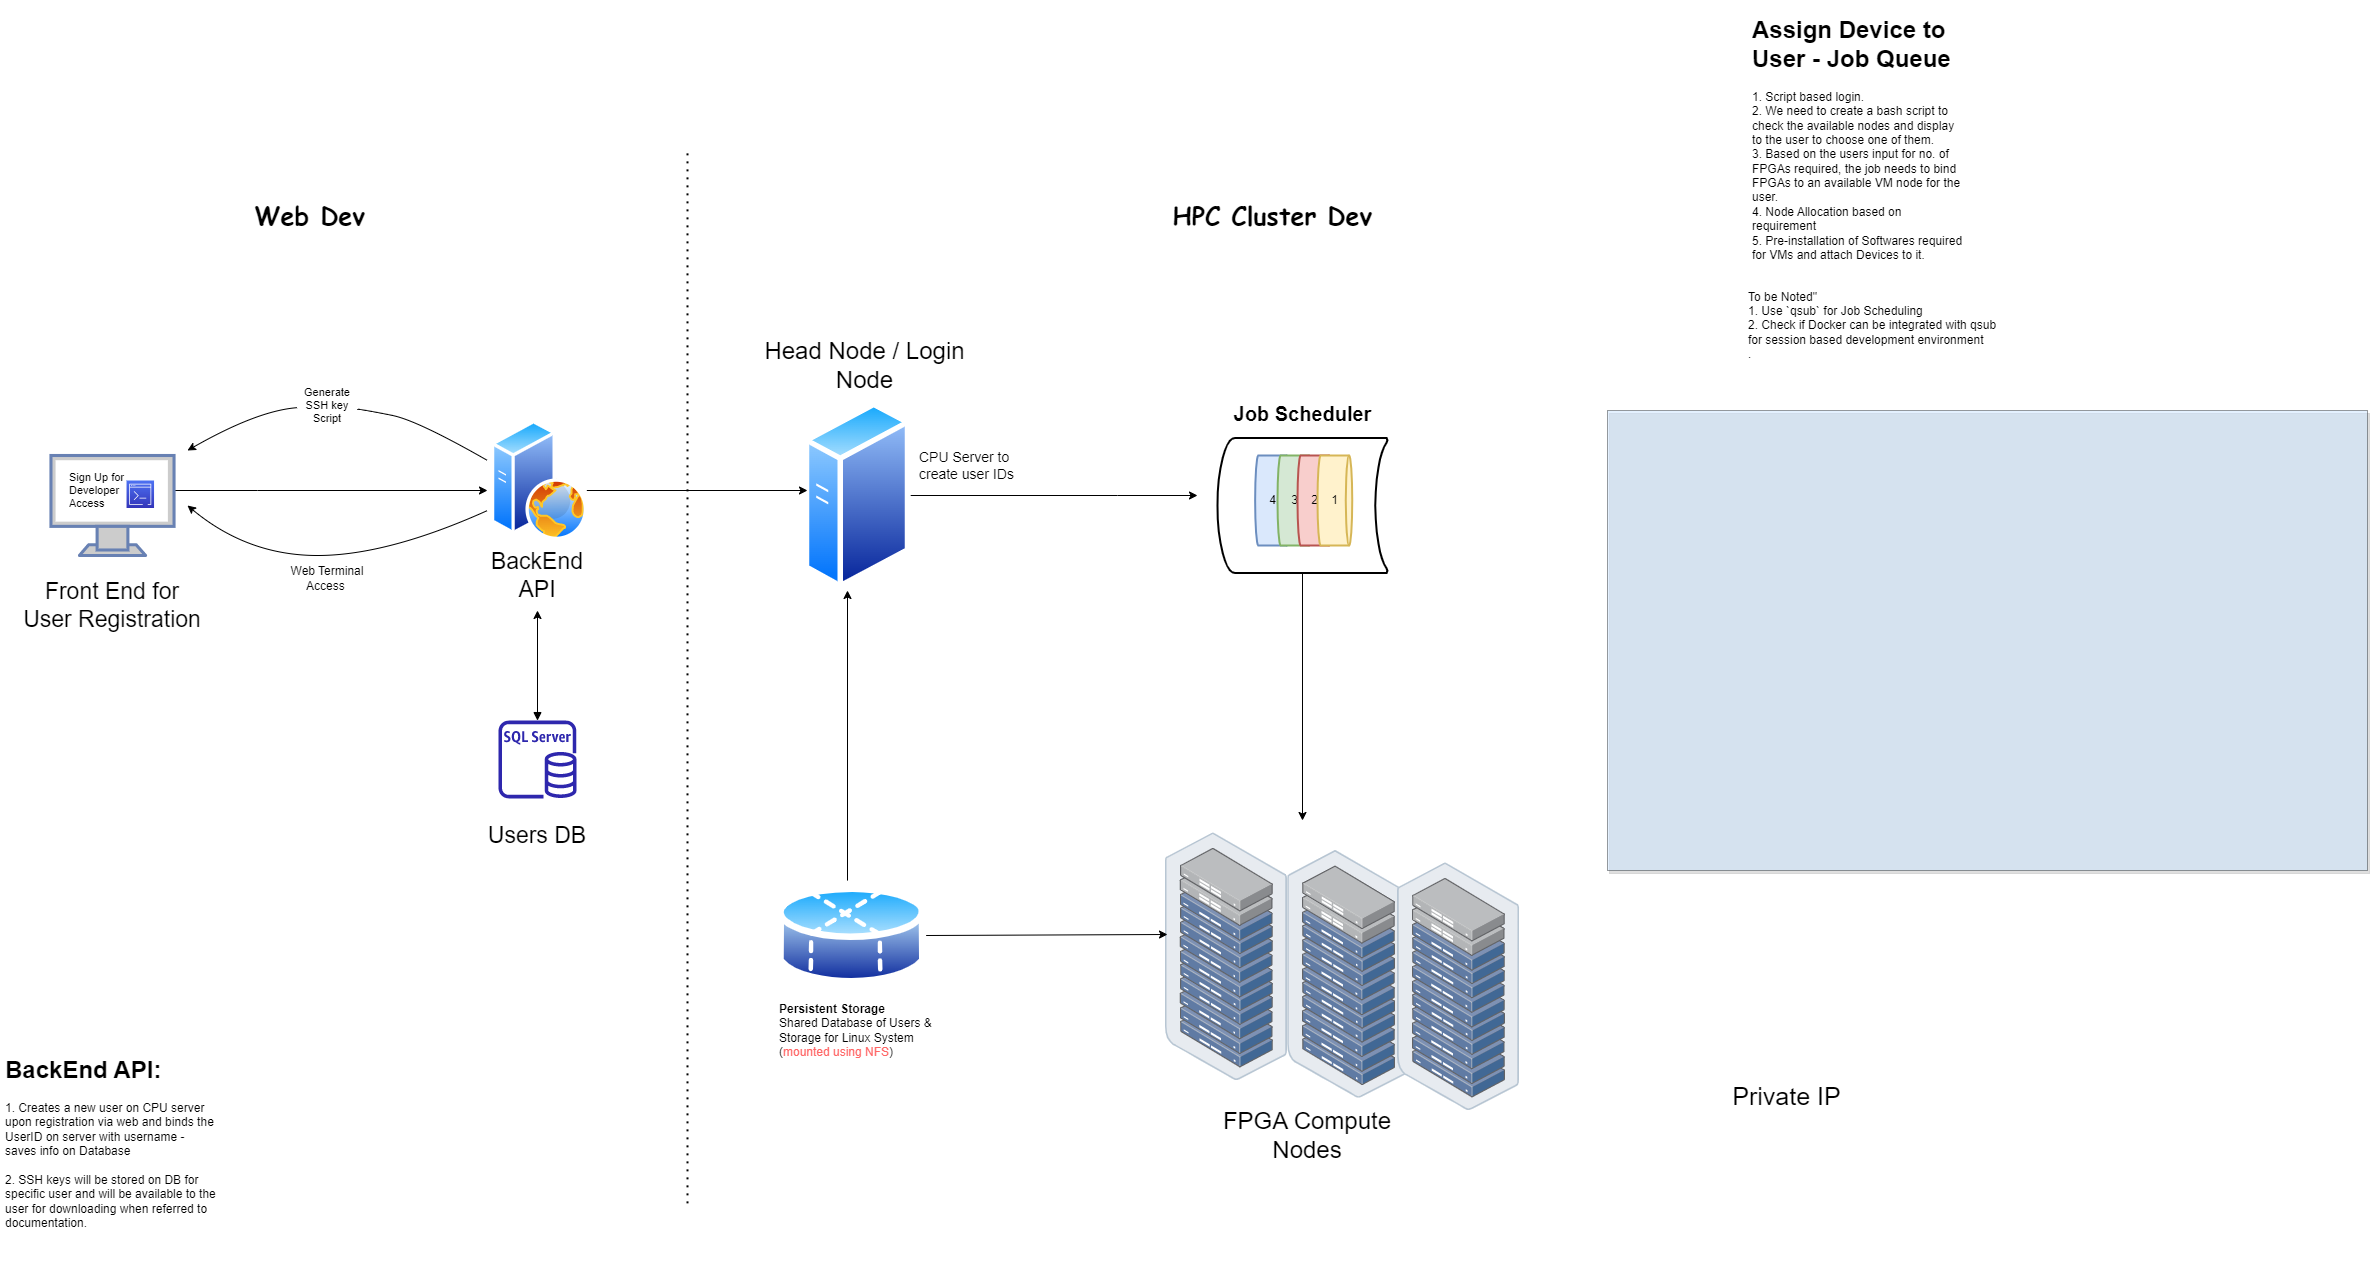 Assign Device to
User - Job Queue
1. Script based login.
2. We need to create a bash script to
check the available nodes and display
to the user to choose one of them.
3. Based on the users input for no. of
FPGAs required, the job needs to bind
FPGAs to an available VM node for the
user.
4. Node Allocation based on
requirement
5. Pre-installation of Softwares required
for VMs and attach Devices to it.
To be Noted"
1. Use `qsub` for Job Scheduling
2. Check if Docker can be integrated with qsub
for session based development environment
.
Web Dev
HPC Cluster Dev
Generate
SSH key
Script
Sign Up for
Developer
Access
>_
Web Terminal
Access
Front End for
User Registration
BackEnd
API
SQL Server
Users DB
Head Node / Login
Node
CPU Server to
create user IDs
Job Scheduler
4 3 2 1
Persistent Storage
Shared Database of Users &
Storage for Linux System
(mounted using NFS)
FPGA Compute
Nodes
Private IP
BackEnd API:
1. Creates a new user on CPU server
upon registration via web and binds the
UserID on server with username -
saves info on Database
2. SSH keys will be stored on DB for
specific user and will be available to the
user for downloading when referred to
documentation.